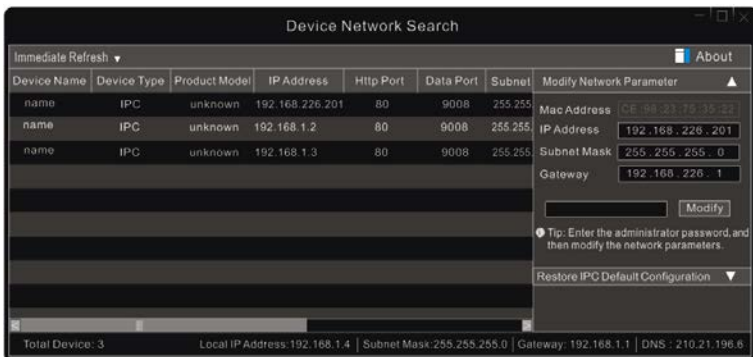 Device Network Search
Immediate Refresh
About
Device Name Device Type Product Model IP Address Http Port Data Port Subnet
name IPC unknown 192.168.226.201 80 9008 255.255
name IPC unknown 192.168.1.2 80 9008 255.255.
name IPC unknown 192.168.1.3 80 9008 255.255.
Modify Network Parameter
Mac Address CE:98:23:75:35:22
IP Address 192.168.226.201
Subnet Mask 255.255.255.0
Gateway 192.168.226.1
Modify
Tip: Enter the administrator password, and
then modify the network parameters.
Restore IPC Default Configuration
Total Device: 3 Local IP Address:192.168.1.4 Subnet Mask:255.255.255.0 Gateway: 192.168.1.1 DNS : 210.21.196.6